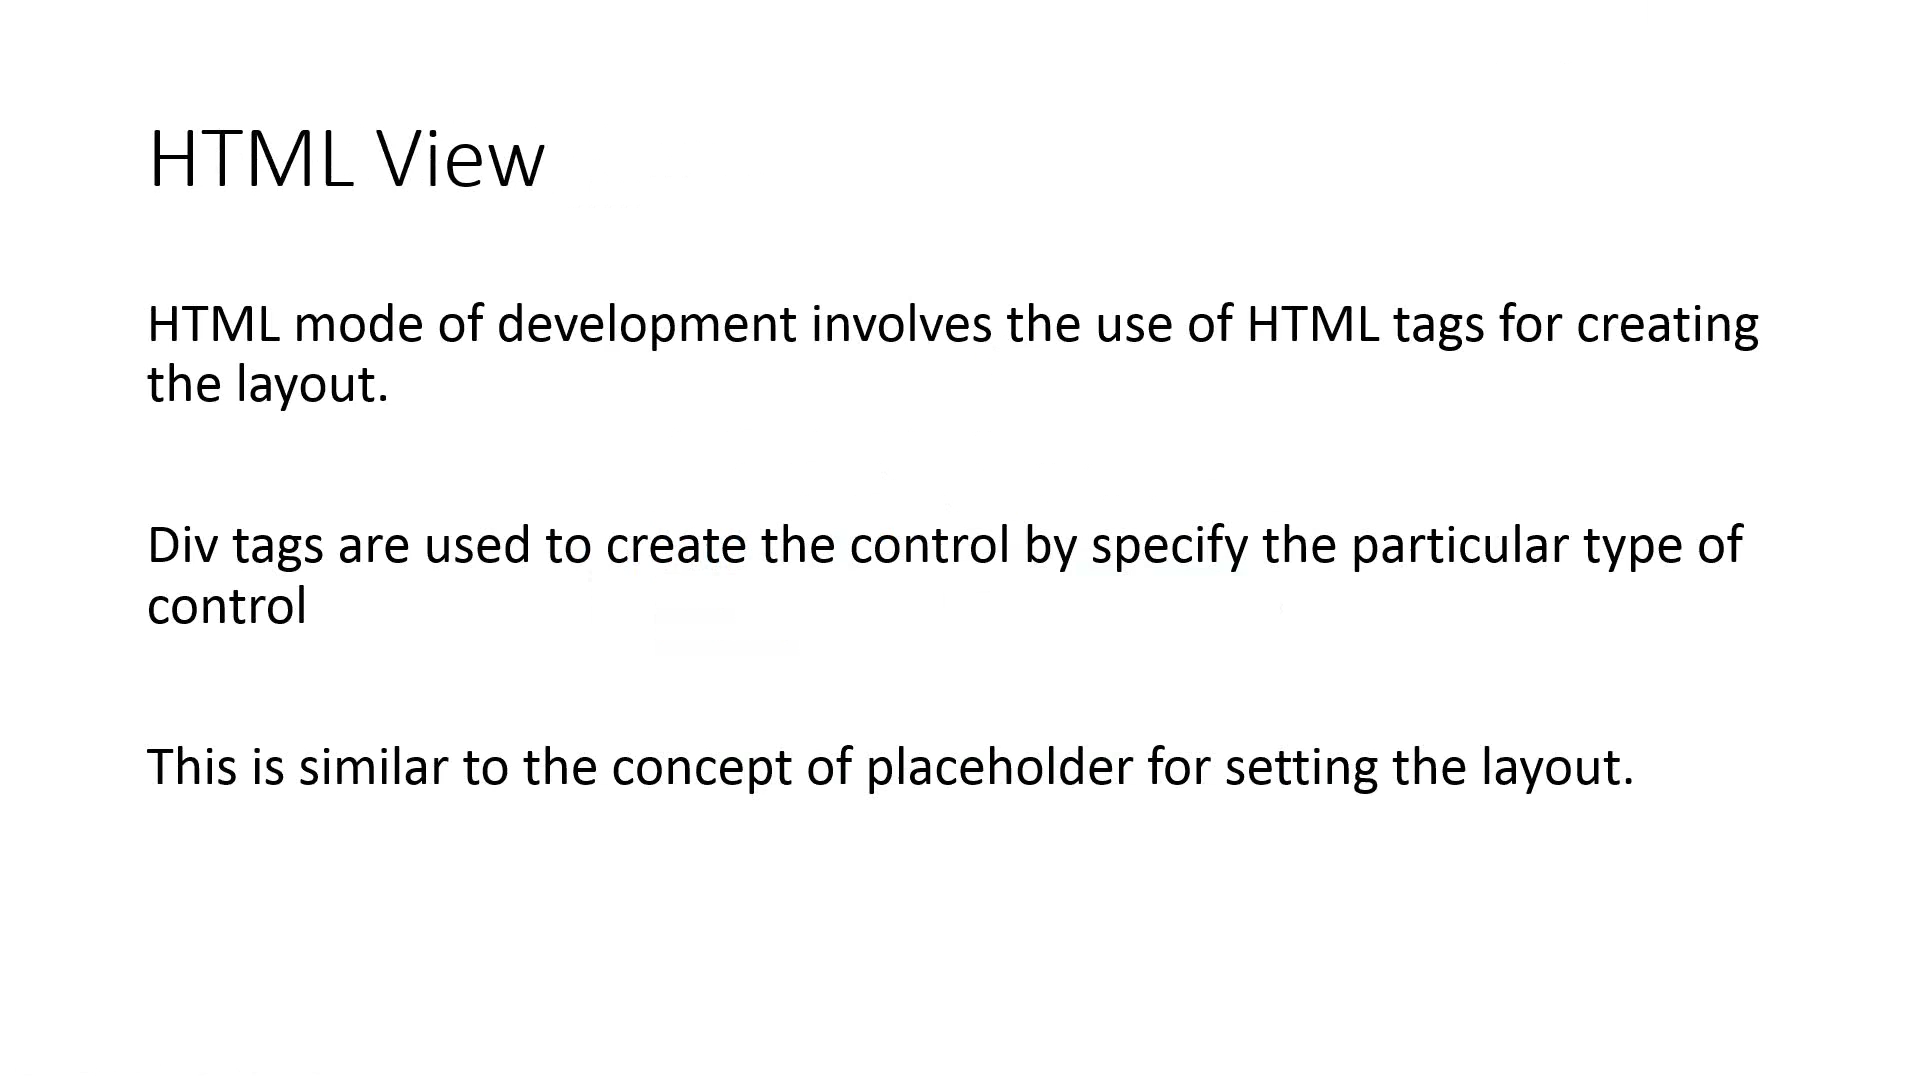 HTML View
HTML mode of development involves the use of HTML tags for creating
the layout.
Div tags are used to create the control by specify the particular type of
control
This is similar to the concept of placeholder for setting the layout.